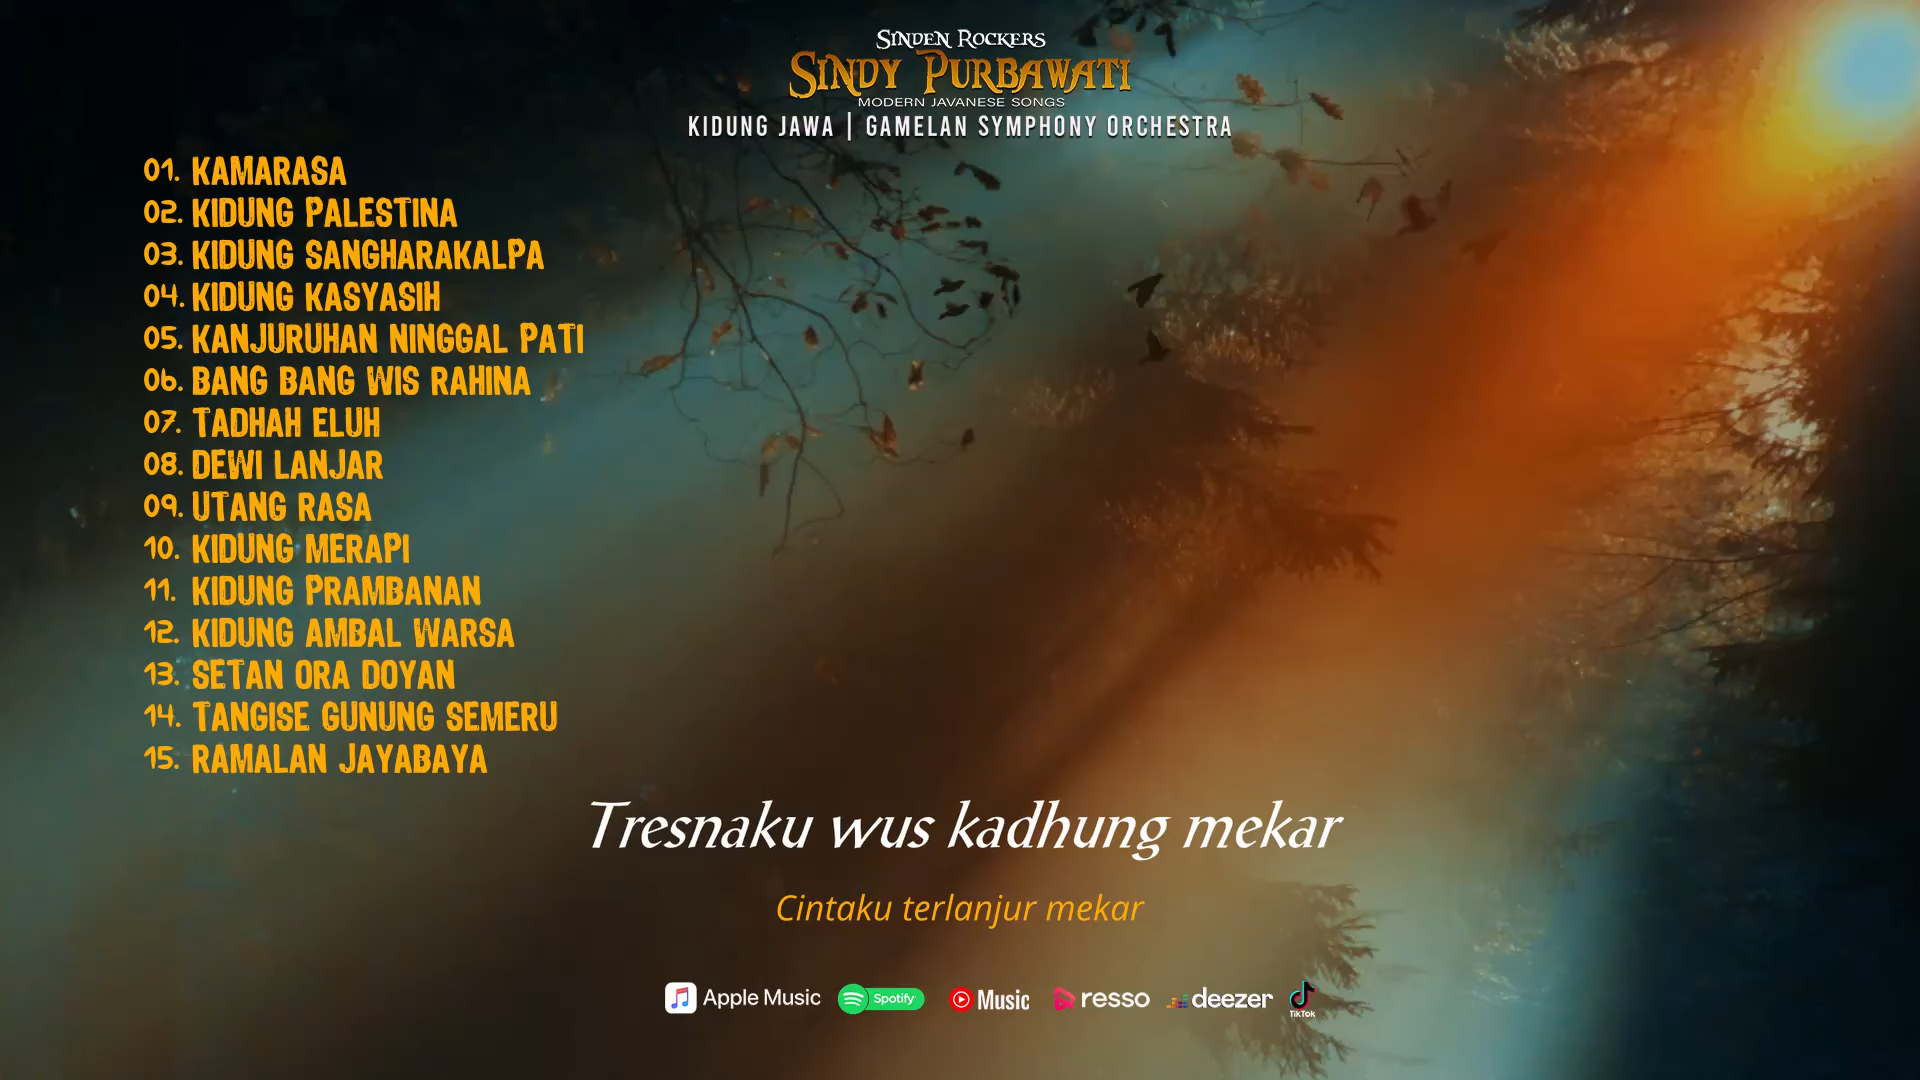 SINDEN ROCKERS
SINDY PURBAWATI
MODERN JAVANESE SONGS
KIDUNG JAWA | GAMELAN SYMPHONY ORCHESTRA
01. KAMARASA
02. KIDUNG PALESTINA
03. KIDUNG SANGHARAKALPA
04. KIDUNG KASYASIH
05. KANJURUHAN NINGGAL PATI
06. BANG BANG WIS RAHINA
07. TADHAH ELUH
08. DEWI LANJAR
09. UTANG RASA
10. KIDUNG MERAPI
11. KIDUNG PRAMBANAN
12. KIDUNG AMBAL WARSA
13. SETAN ORA DOYAN
14. TANGISE GUNUNG SEMERU
15. RAMALAN JAYABAYA
Tresnaku wus kadhung mekar
Cintaku terlanjur mekar
Apple Music Spotify Music resso deezer TikTok